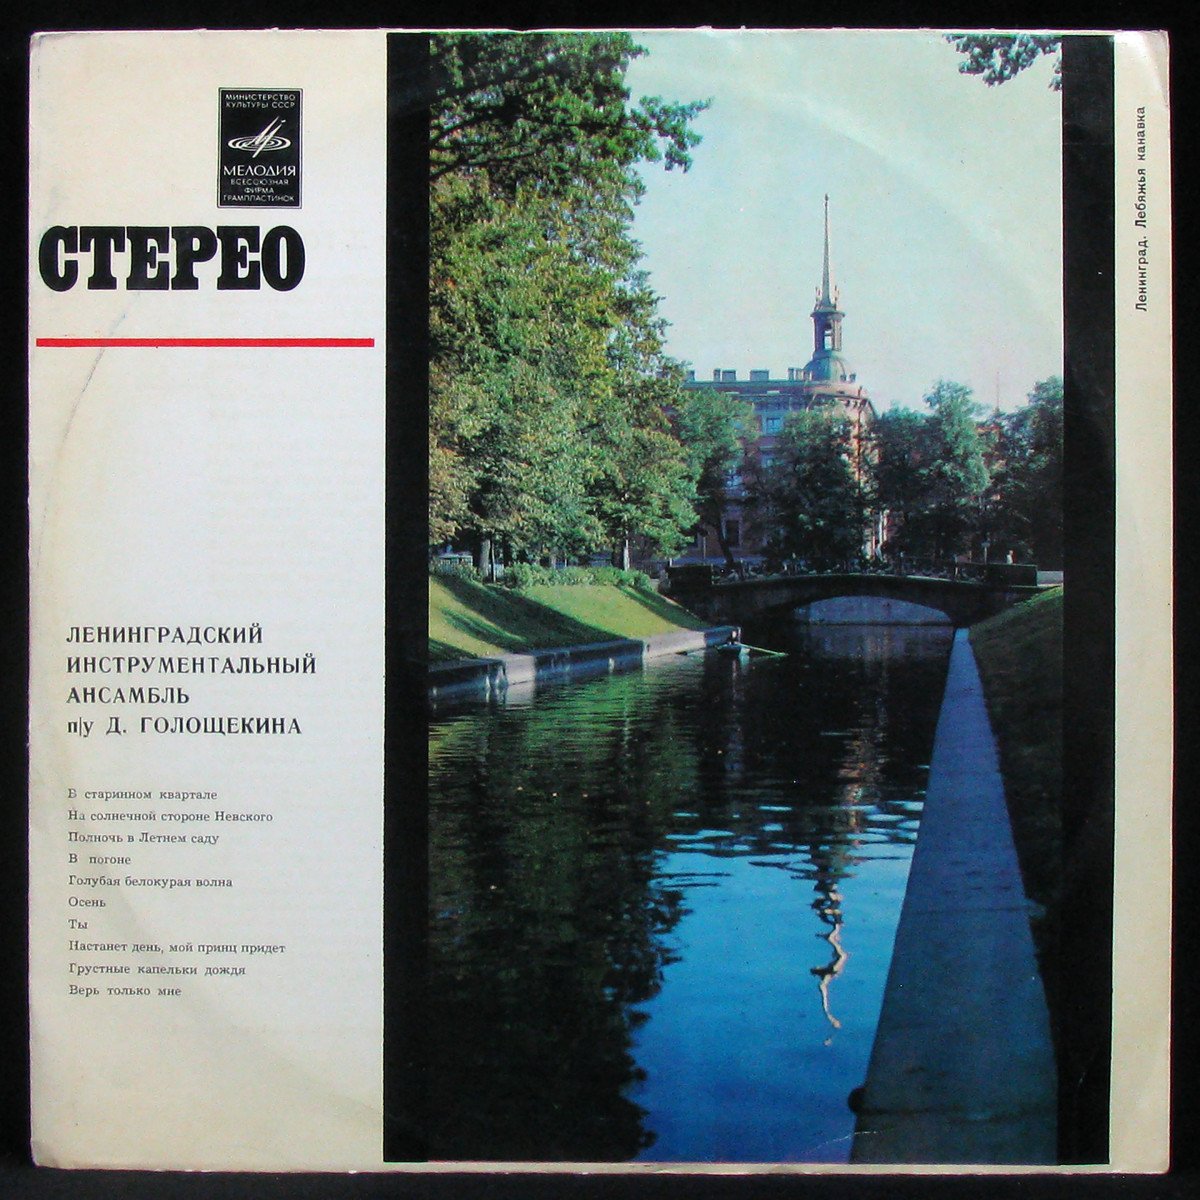 МИНИСТЕРСТВО
КУЛЬТУРЫ СССР
МЕЛОДИЯ
ВСЕСОЮЗНАЯ
ФИРМА
ГРАМПЛАСТИНОК
СТЕРЕО
ЛЕНИНГРАДСКИЙ
ИНСТРУМЕНТАЛЬНЫЙ
АНСАМБЛЬ
п/у Д. ГОЛОЩЕКИНА
В старинном квартале
На солнечной стороне Невского
Полночь в Летнем саду
В погоне
Голубая белокурая волна
Осень
Ты
Настанет день, мой принц придет
Грустные капельки дождя
Верь только мне
Ленинград. Лебяжья канавка